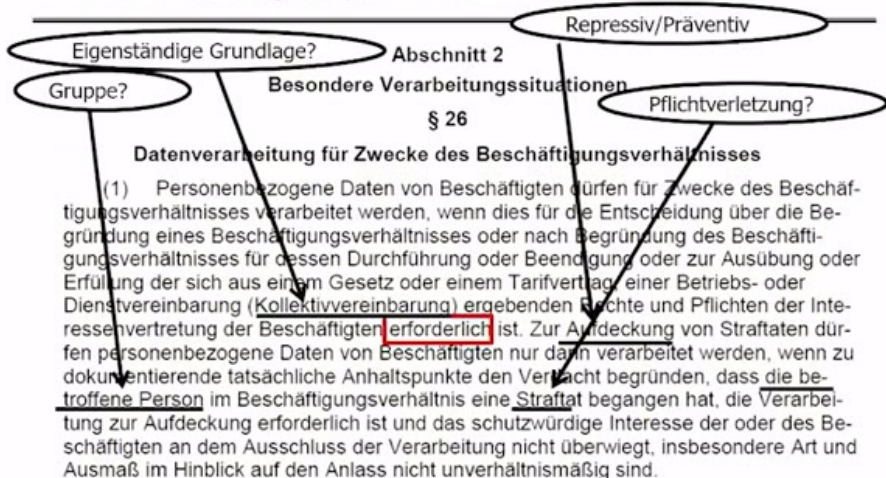 Repressiv/Präventiv
Eigenständige Grundlage?
Gruppe?
Pflichtverletzung?
Abschnitt 2
Besondere Verarbeitungssituationen
§ 26
Datenverarbeitung für Zwecke des Beschäftigungsverhältnisses
(1) Personenbezogene Daten von Beschäftigten dürfen für Zwecke des Beschäf-
tigungsverhältnisses verarbeitet werden, wenn dies für die Entscheidung über die Be-
gründung eines Beschäftigungsverhältnisses oder nach Begründung des Beschäfti-
gungsverhältnisses für dessen Durchführung oder Beendigung oder zur Ausübung oder
Erfüllung der sich aus einem Gesetz oder einem Tarifvertrag, einer Betriebs- oder
Dienstvereinbarung (Kollektivvereinbarung) ergebenden Rechte und Pflichten der Inte-
ressenvertretung der Beschäftigten erforderlich ist. Zur Aufdeckung von Straftaten dür-
fen personenbezogene Daten von Beschäftigten nur dann verarbeitet werden, wenn zu
dokumentierende tatsächliche Anhaltspunkte den Verdacht begründen, dass die be-
troffene Person im Beschäftigungsverhältnis eine Straftat begangen hat, die Verarbei-
tung zur Aufdeckung erforderlich ist und das schutzwürdige Interesse der oder des Be-
schäftigten an dem Ausschluss der Verarbeitung nicht überwiegt, insbesondere Art und
Ausmaß im Hinblick auf den Anlass nicht unverhältnismäßig sind.